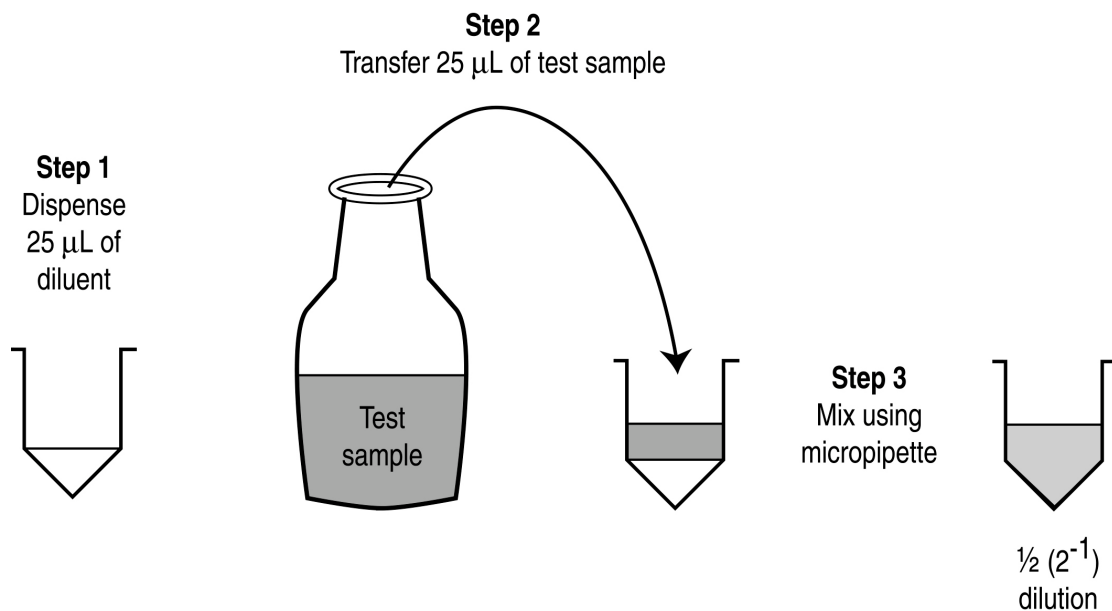 Step 1
Dispense
25 μL of
diluent
Step 2
Transfer 25 μL of test sample
Test
sample
Step 3
Mix using
micropipette
½ (2⁻¹)
dilution